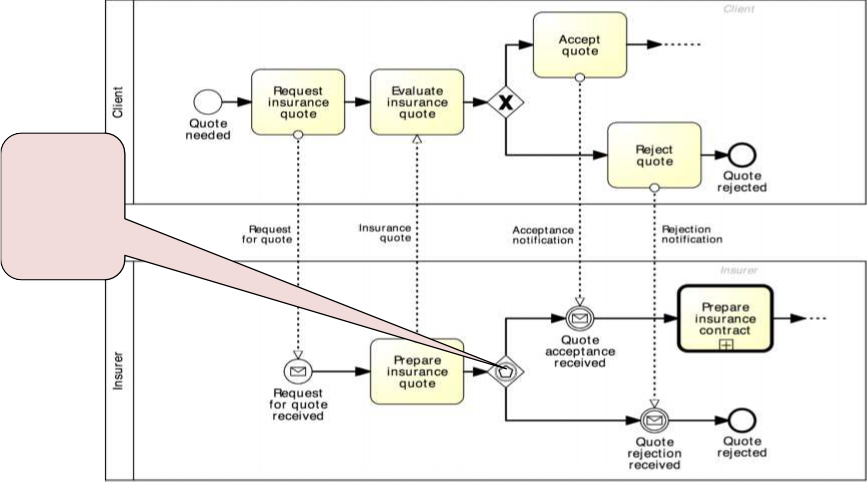 Client
Client
Quote
needed
Request
insurance
quote
Evaluate
insurance
quote
X
Accept
quote
Reject
quote
Quote
rejected
Request
for quote
Insurance
quote
Acceptance
notification
Rejection
notification
Insurer
Insurer
Request
for quote
received
Prepare
insurance
quote
Quote
acceptance
received
Prepare
insurance
contract
Quote
rejection
received
Quote
rejected